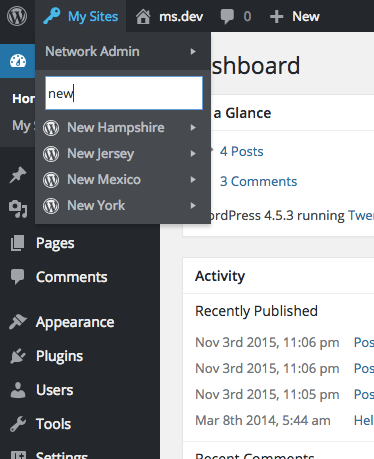 My Sites ms.dev 0 + New
Network Admin
new
New Hampshire
New Jersey
New Mexico
New York
shboard
Ho
My S
Pages
Comments
Appearance
Plugins
Users
Tools
Settings
a Glance
4 Posts
3 Comments
ordPress 4.5.3 running Twe
Activity
Recently Published
Nov 3rd 2015, 11:06 pm Pos
Nov 3rd 2015, 11:06 pm Pos
Nov 3rd 2015, 11:05 pm Pos
Mar 8th 2014, 5:44 am Hel
Recent Comments